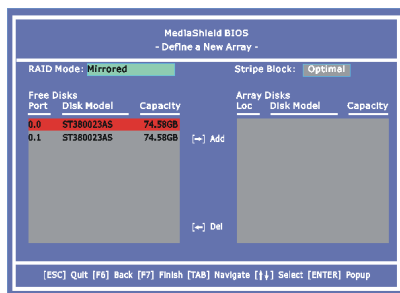 MediaShield BIOS
- Define a New Array -
RAID Mode: Mirrored Stripe Block: Optimal
Free Disks Array Disks
Port Disk Model Capacity Loc Disk Model Capacity
0.0 ST380023AS 74.58GB
0.1 ST380023AS 74.58GB
[→] Add
[←] Del
[ESC] Quit [F6] Back [F7] Finish [TAB] Navigate [↑↓] Select [ENTER] Popup